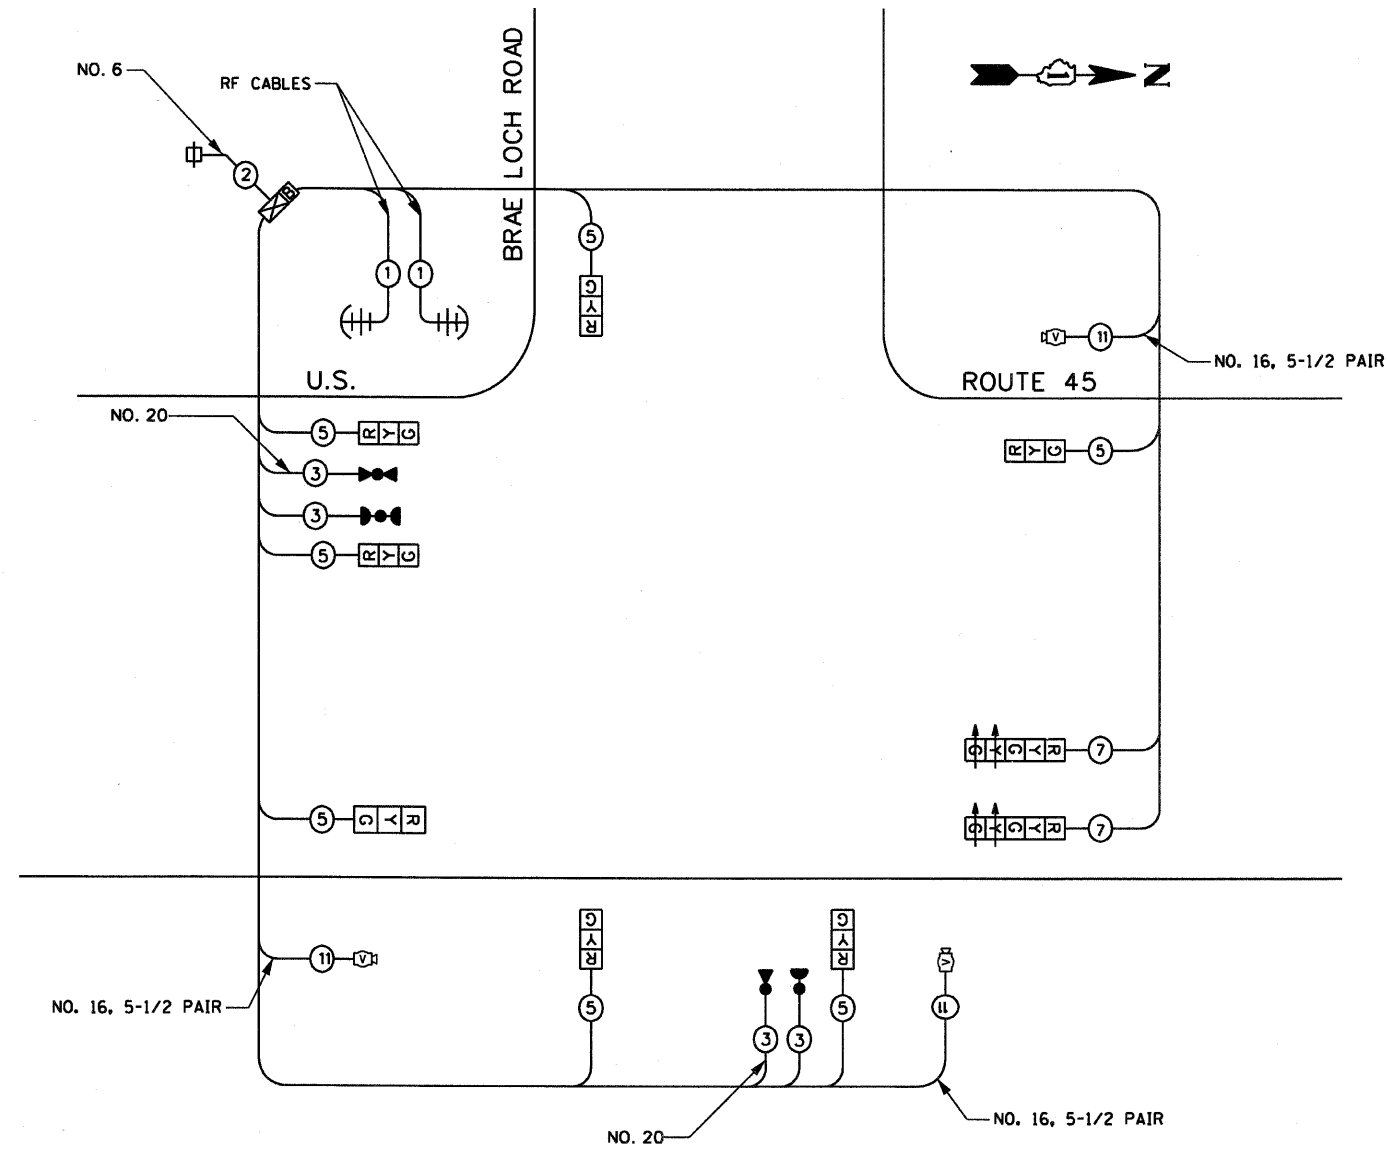 NO. 6
RF CABLES
BRAE LOCH ROAD
N
2
B
5
G Y R
1
1
11
V
NO. 16, 5-1/2 PAIR
U.S.
ROUTE 45
NO. 20
5
R Y G
R Y G
5
3
3
5
R Y G
G Y G Y R
7
5
G Y R
G Y G Y R
7
G Y R
G Y R
11
V
V
NO. 16, 5-1/2 PAIR
5
5
11
3
3
NO. 16, 5-1/2 PAIR
NO. 20